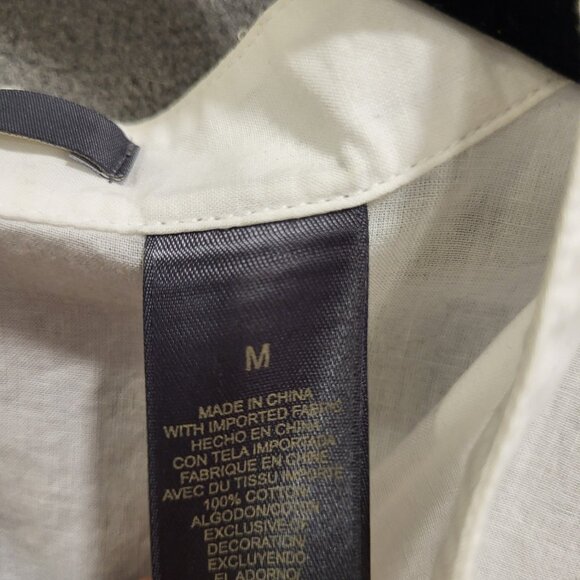 M
MADE IN CHINA
WITH IMPORTED FABRIC
HECHO EN CHINA
CON TELA IMPORTADA
FABRIQUE EN CHINE
AVEC DU TISSU IMPORTE
100% COTTON
ALGODON/COTON
EXCLUSIVE OF
DECORATION/
EXCLUYENDO
EL ADORNO/